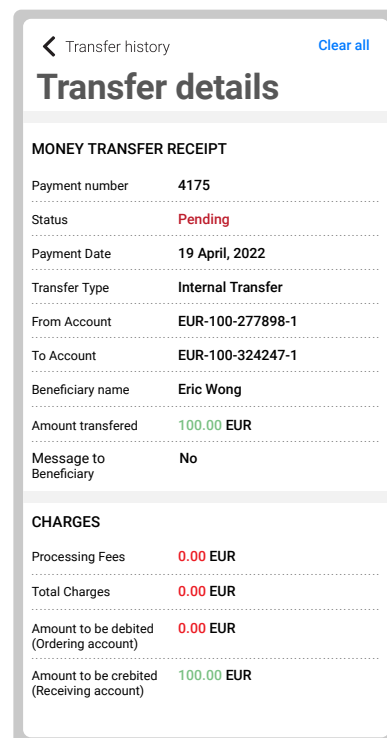 Transfer history Clear all
Transfer details
MONEY TRANSFER RECEIPT
Payment number 4175
Status Pending
Payment Date 19 April, 2022
Transfer Type Internal Transfer
From Account EUR-100-277898-1
To Account EUR-100-324247-1
Beneficiary name Eric Wong
Amount transfered 100.00 EUR
Message to No
Beneficiary
CHARGES
Processing Fees 0.00 EUR
Total Charges 0.00 EUR
Amount to be debited 0.00 EUR
(Ordering account)
Amount to be crebited 100.00 EUR
(Receiving account)